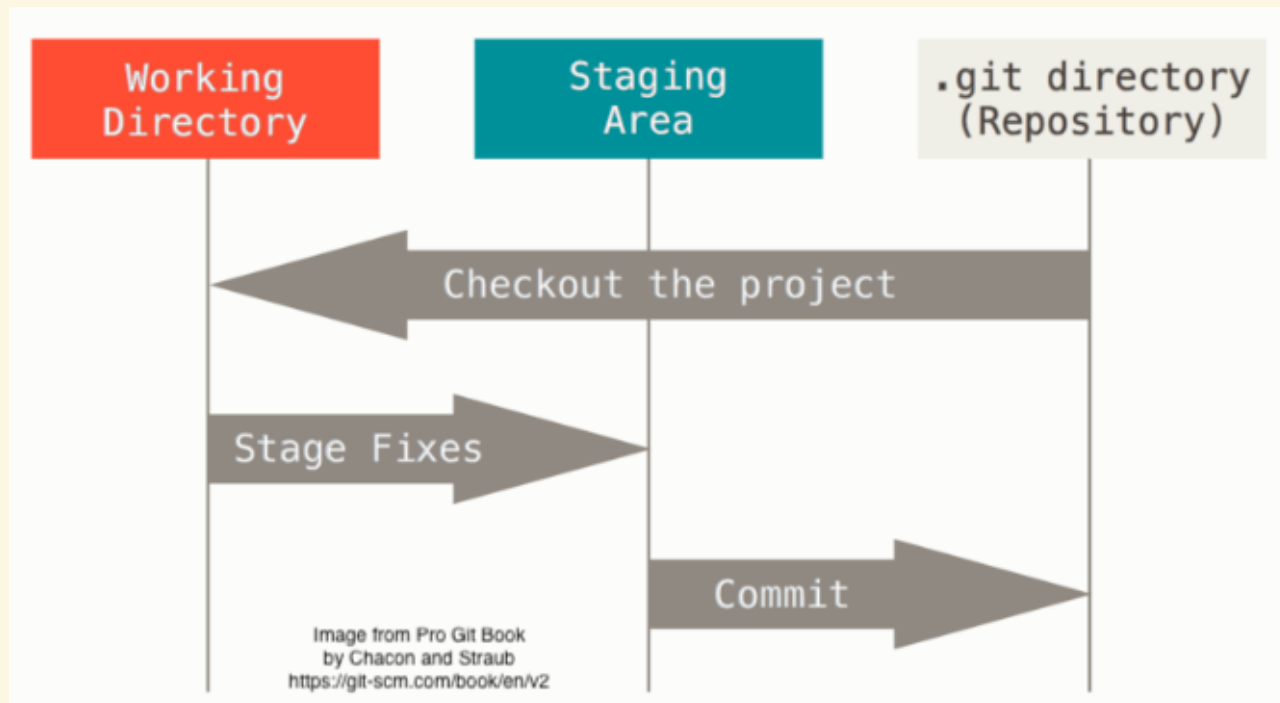 Working
Directory
Staging
Area
.git directory
(Repository)
Checkout the project
Stage Fixes
Commit
Image from Pro Git Book
by Chacon and Straub
https://git-scm.com/book/en/v2